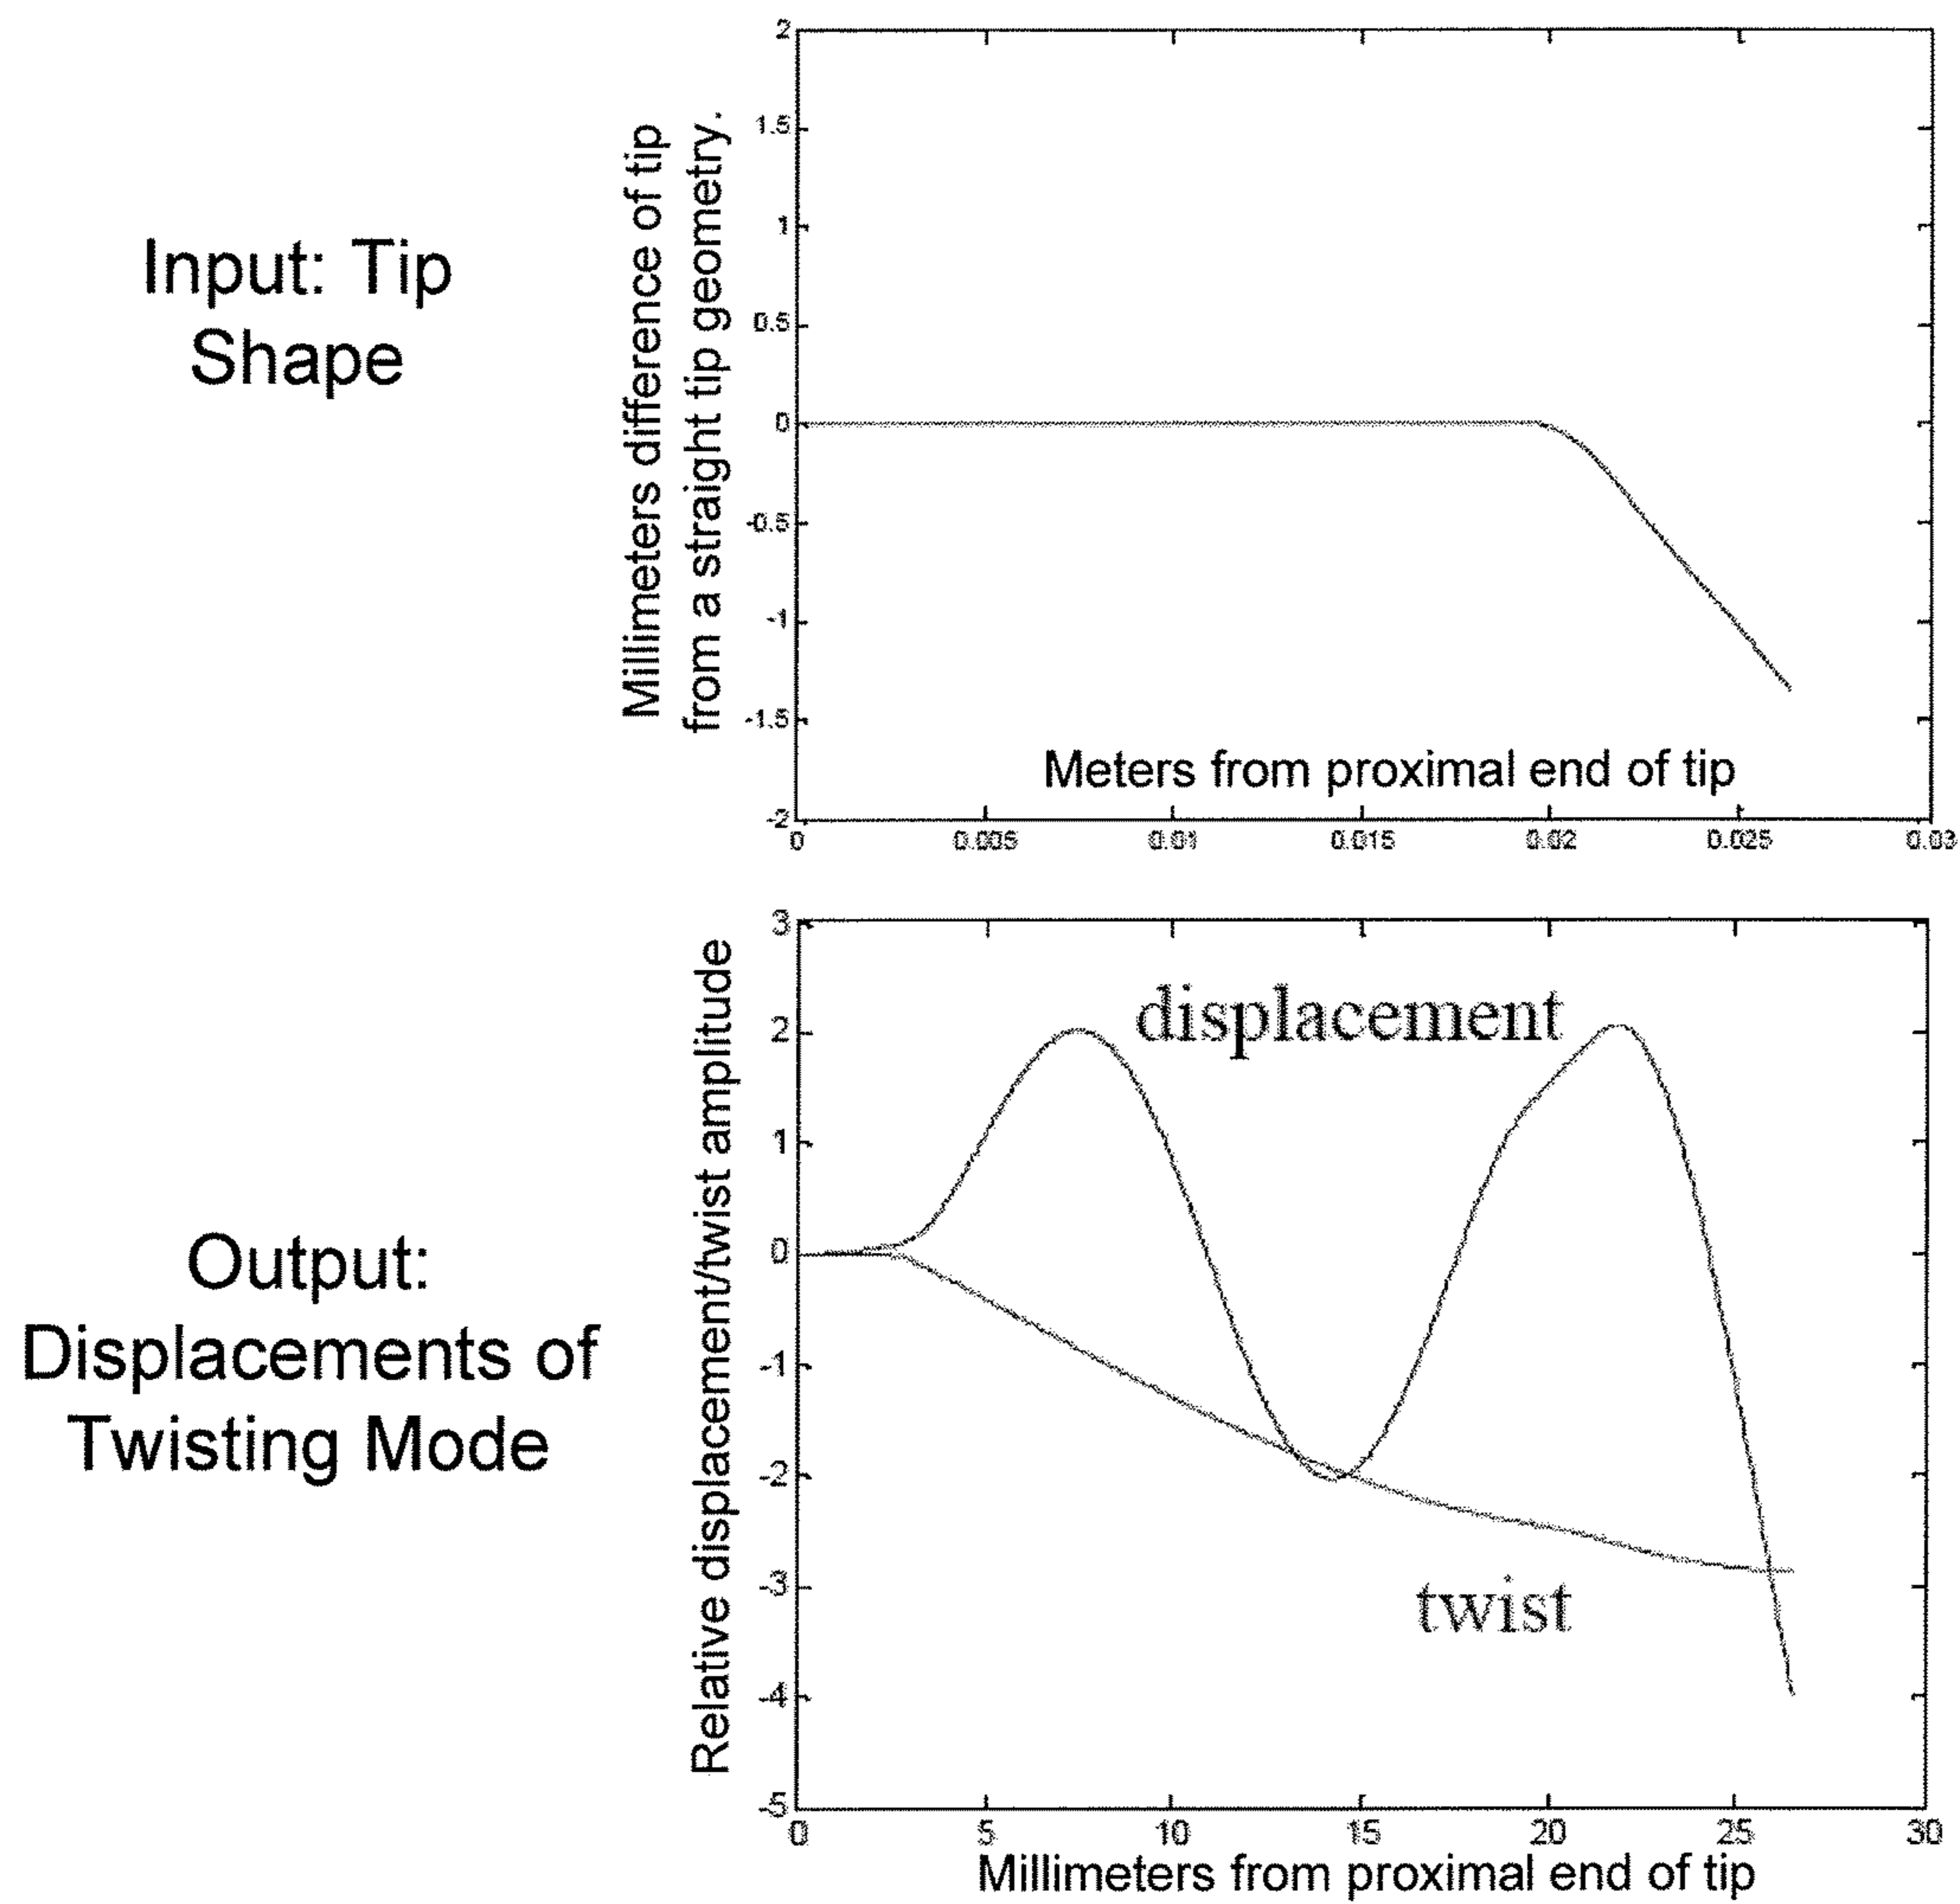 Input: Tip
Shape
Millimeters difference of tip
from a straight tip geometry.
2
1.5
1
0.5
0
-0.5
-1
-1.5
-2
Meters from proximal end of tip
0
0.005
0.01
0.015
0.02
0.025
0.03
Output:
Displacements of
Twisting Mode
Relative displacement/twist amplitude
3
2
1
0
-1
-2
-3
-4
-5
displacement
twist
0
5
10
15
20
25
30
Millimeters from proximal end of tip